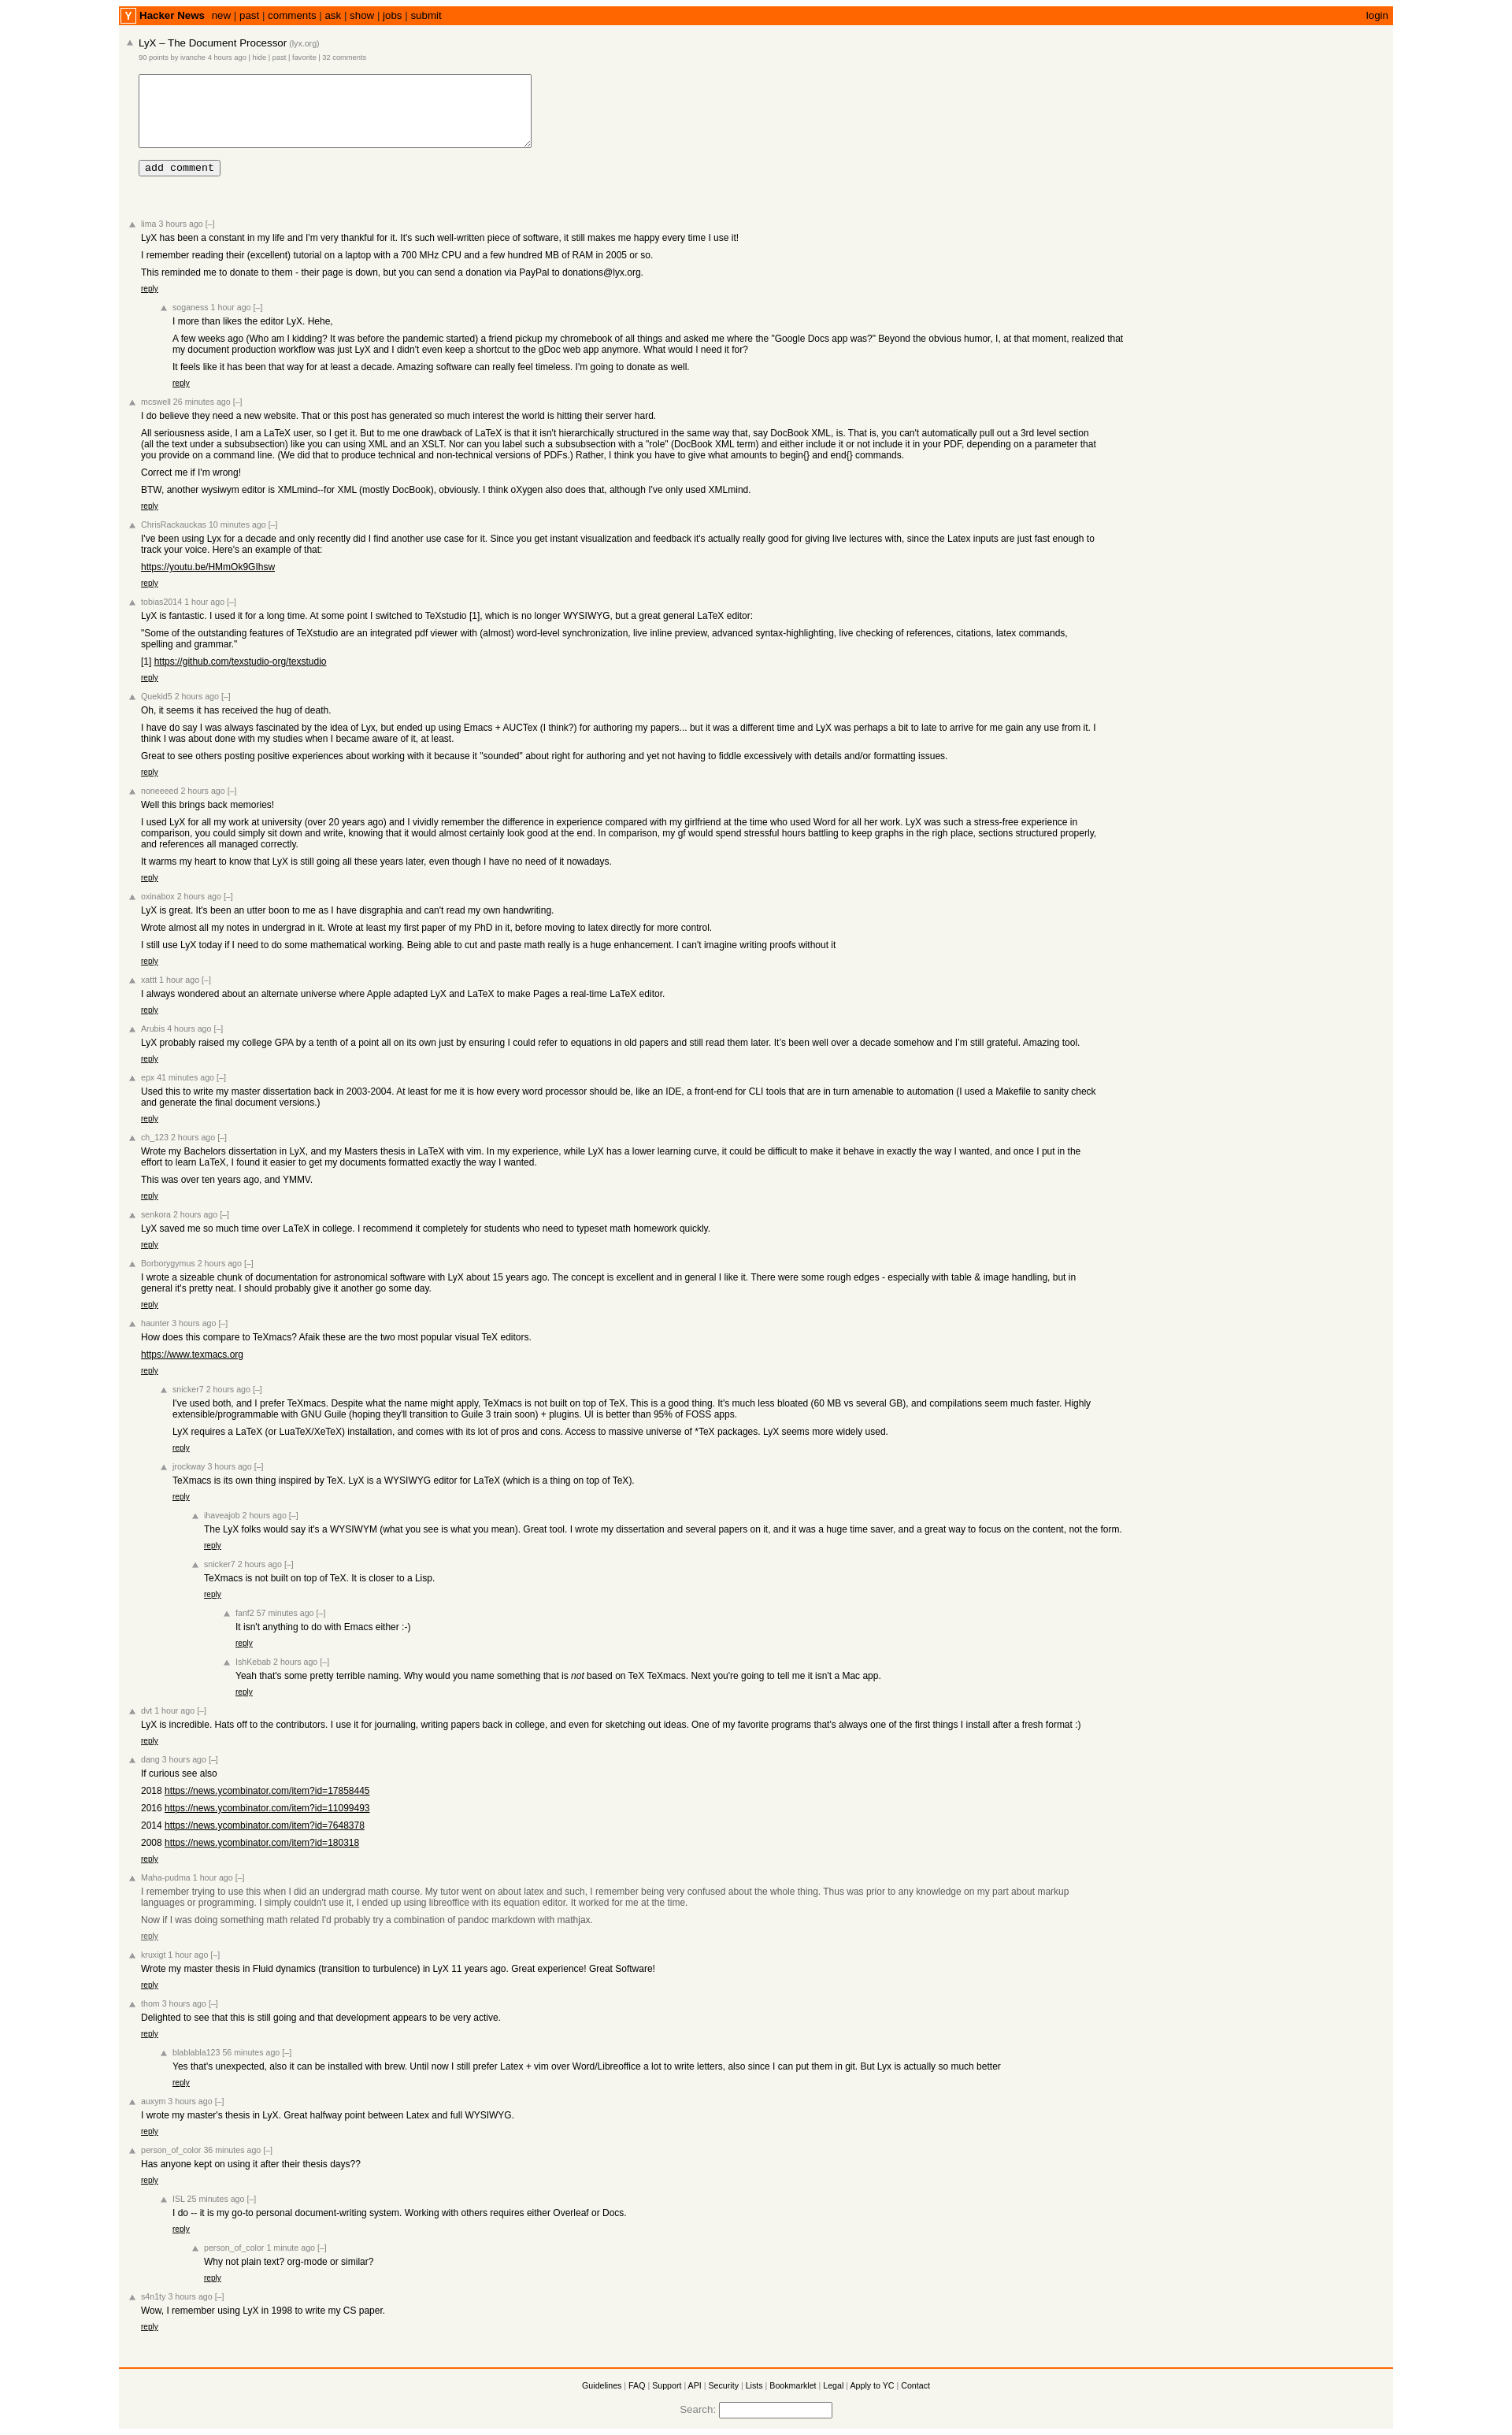 Y Hacker News new | past | comments | ask | show | jobs | submit login
LyX – The Document Processor (lyx.org)
90 points by ivanche 4 hours ago | hide | past | favorite | 32 comments
add comment
lima 3 hours ago [–]
LyX has been a constant in my life and I'm very thankful for it. It's such well-written piece of software, it still makes me happy every time I use it!
I remember reading their (excellent) tutorial on a laptop with a 700 MHz CPU and a few hundred MB of RAM in 2005 or so.
This reminded me to donate to them - their page is down, but you can send a donation via PayPal to donations@lyx.org.
reply
soganess 1 hour ago [–]
I more than likes the editor LyX. Hehe,
A few weeks ago (Who am I kidding? It was before the pandemic started) a friend pickup my chromebook of all things and asked me where the "Google Docs app was?" Beyond the obvious humor, I, at that moment, realized that
my document production workflow was just LyX and I didn't even keep a shortcut to the gDoc web app anymore. What would I need it for?
It feels like it has been that way for at least a decade. Amazing software can really feel timeless. I'm going to donate as well.
reply
mcswell 26 minutes ago [–]
I do believe they need a new website. That or this post has generated so much interest the world is hitting their server hard.
All seriousness aside, I am a LaTeX user, so I get it. But to me one drawback of LaTeX is that it isn't hierarchically structured in the same way that, say DocBook XML, is. That is, you can't automatically pull out a 3rd level section
(all the text under a subsubsection) like you can using XML and an XSLT. Nor can you label such a subsubsection with a "role" (DocBook XML term) and either include it or not include it in your PDF, depending on a parameter that
you provide on a command line. (We did that to produce technical and non-technical versions of PDFs.) Rather, I think you have to give what amounts to begin{} and end{} commands.
Correct me if I'm wrong!
BTW, another wysiwym editor is XMLmind--for XML (mostly DocBook), obviously. I think oXygen also does that, although I've only used XMLmind.
reply
ChrisRackauckas 10 minutes ago [–]
I've been using Lyx for a decade and only recently did I find another use case for it. Since you get instant visualization and feedback it's actually really good for giving live lectures with, since the Latex inputs are just fast enough to
track your voice. Here's an example of that:
https://youtu.be/HMmOk9GIhsw
reply
tobias2014 1 hour ago [–]
LyX is fantastic. I used it for a long time. At some point I switched to TeXstudio [1], which is no longer WYSIWYG, but a great general LaTeX editor:
"Some of the outstanding features of TeXstudio are an integrated pdf viewer with (almost) word-level synchronization, live inline preview, advanced syntax-highlighting, live checking of references, citations, latex commands,
spelling and grammar."
[1] https://github.com/texstudio-org/texstudio
reply
Quekid5 2 hours ago [–]
Oh, it seems it has received the hug of death.
I have do say I was always fascinated by the idea of Lyx, but ended up using Emacs + AUCTex (I think?) for authoring my papers... but it was a different time and LyX was perhaps a bit to late to arrive for me gain any use from it. I
think I was about done with my studies when I became aware of it, at least.
Great to see others posting positive experiences about working with it because it "sounded" about right for authoring and yet not having to fiddle excessively with details and/or formatting issues.
reply
noneeeed 2 hours ago [–]
Well this brings back memories!
I used LyX for all my work at university (over 20 years ago) and I vividly remember the difference in experience compared with my girlfriend at the time who used Word for all her work. LyX was such a stress-free experience in
comparison, you could simply sit down and write, knowing that it would almost certainly look good at the end. In comparison, my gf would spend stressful hours battling to keep graphs in the righ place, sections structured properly,
and references all managed correctly.
It warms my heart to know that LyX is still going all these years later, even though I have no need of it nowadays.
reply
oxinabox 2 hours ago [–]
LyX is great. It's been an utter boon to me as I have disgraphia and can't read my own handwriting.
Wrote almost all my notes in undergrad in it. Wrote at least my first paper of my PhD in it, before moving to latex directly for more control.
I still use LyX today if I need to do some mathematical working. Being able to cut and paste math really is a huge enhancement. I can't imagine writing proofs without it
reply
xattt 1 hour ago [–]
I always wondered about an alternate universe where Apple adapted LyX and LaTeX to make Pages a real-time LaTeX editor.
reply
Arubis 4 hours ago [–]
LyX probably raised my college GPA by a tenth of a point all on its own just by ensuring I could refer to equations in old papers and still read them later. It’s been well over a decade somehow and I’m still grateful. Amazing tool.
reply
epx 41 minutes ago [–]
Used this to write my master dissertation back in 2003-2004. At least for me it is how every word processor should be, like an IDE, a front-end for CLI tools that are in turn amenable to automation (I used a Makefile to sanity check
and generate the final document versions.)
reply
ch_123 2 hours ago [–]
Wrote my Bachelors dissertation in LyX, and my Masters thesis in LaTeX with vim. In my experience, while LyX has a lower learning curve, it could be difficult to make it behave in exactly the way I wanted, and once I put in the
effort to learn LaTeX, I found it easier to get my documents formatted exactly the way I wanted.
This was over ten years ago, and YMMV.
reply
senkora 2 hours ago [–]
LyX saved me so much time over LaTeX in college. I recommend it completely for students who need to typeset math homework quickly.
reply
Borborygymus 2 hours ago [–]
I wrote a sizeable chunk of documentation for astronomical software with LyX about 15 years ago. The concept is excellent and in general I like it. There were some rough edges - especially with table & image handling, but in
general it's pretty neat. I should probably give it another go some day.
reply
haunter 3 hours ago [–]
How does this compare to TeXmacs? Afaik these are the two most popular visual TeX editors.
https://www.texmacs.org
reply
snicker7 2 hours ago [–]
I've used both, and I prefer TeXmacs. Despite what the name might apply, TeXmacs is not built on top of TeX. This is a good thing. It's much less bloated (60 MB vs several GB), and compilations seem much faster. Highly
extensible/programmable with GNU Guile (hoping they'll transition to Guile 3 train soon) + plugins. UI is better than 95% of FOSS apps.
LyX requires a LaTeX (or LuaTeX/XeTeX) installation, and comes with its lot of pros and cons. Access to massive universe of *TeX packages. LyX seems more widely used.
reply
jrockway 3 hours ago [–]
TeXmacs is its own thing inspired by TeX. LyX is a WYSIWYG editor for LaTeX (which is a thing on top of TeX).
reply
ihaveajob 2 hours ago [–]
The LyX folks would say it's a WYSIWYM (what you see is what you mean). Great tool. I wrote my dissertation and several papers on it, and it was a huge time saver, and a great way to focus on the content, not the form.
reply
snicker7 2 hours ago [–]
TeXmacs is not built on top of TeX. It is closer to a Lisp.
reply
fanf2 57 minutes ago [–]
It isn't anything to do with Emacs either :-)
reply
IshKebab 2 hours ago [–]
Yeah that's some pretty terrible naming. Why would you name something that is not based on TeX TeXmacs. Next you're going to tell me it isn't a Mac app.
reply
dvt 1 hour ago [–]
LyX is incredible. Hats off to the contributors. I use it for journaling, writing papers back in college, and even for sketching out ideas. One of my favorite programs that's always one of the first things I install after a fresh format :)
reply
dang 3 hours ago [–]
If curious see also
2018 https://news.ycombinator.com/item?id=17858445
2016 https://news.ycombinator.com/item?id=11099493
2014 https://news.ycombinator.com/item?id=7648378
2008 https://news.ycombinator.com/item?id=180318
reply
Maha-pudma 1 hour ago [–]
I remember trying to use this when I did an undergrad math course. My tutor went on about latex and such, I remember being very confused about the whole thing. Thus was prior to any knowledge on my part about markup
languages or programming. I simply couldn't use it, I ended up using libreoffice with its equation editor. It worked for me at the time.
Now if I was doing something math related I'd probably try a combination of pandoc markdown with mathjax.
reply
kruxigt 1 hour ago [–]
Wrote my master thesis in Fluid dynamics (transition to turbulence) in LyX 11 years ago. Great experience! Great Software!
reply
thom 3 hours ago [–]
Delighted to see that this is still going and that development appears to be very active.
reply
blablabla123 56 minutes ago [–]
Yes that's unexpected, also it can be installed with brew. Until now I still prefer Latex + vim over Word/Libreoffice a lot to write letters, also since I can put them in git. But Lyx is actually so much better
reply
auxym 3 hours ago [–]
I wrote my master's thesis in LyX. Great halfway point between Latex and full WYSIWYG.
reply
person_of_color 36 minutes ago [–]
Has anyone kept on using it after their thesis days??
reply
ISL 25 minutes ago [–]
I do -- it is my go-to personal document-writing system. Working with others requires either Overleaf or Docs.
reply
person_of_color 1 minute ago [–]
Why not plain text? org-mode or similar?
reply
s4n1ty 3 hours ago [–]
Wow, I remember using LyX in 1998 to write my CS paper.
reply
Guidelines | FAQ | Support | API | Security | Lists | Bookmarklet | Legal | Apply to YC | Contact
Search: